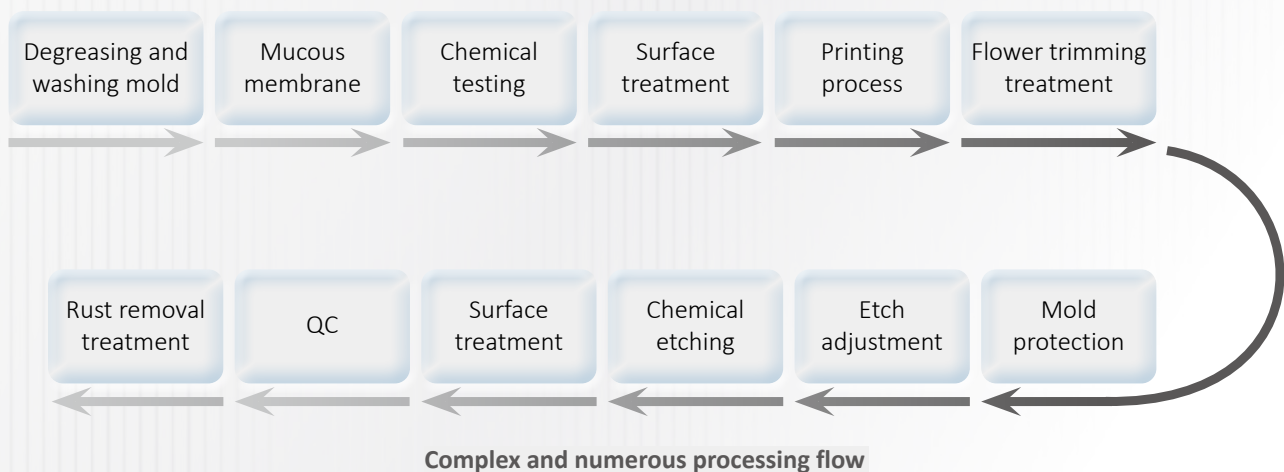 Degreasing and
washing mold
Mucous
membrane
Chemical
testing
Surface
treatment
Printing
process
Flower trimming
treatment
Rust removal
treatment
QC
Surface
treatment
Chemical
etching
Etch
adjustment
Mold
protection
Complex and numerous processing flow